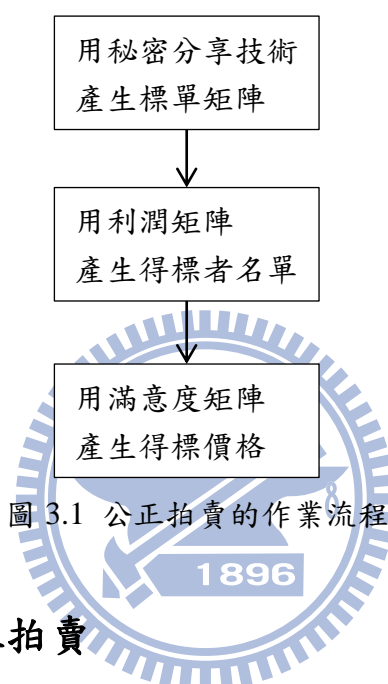 用秘密分享技術
產生標單矩陣
用利潤矩陣
產生得標者名單
用滿意度矩陣
產生得標價格
圖 3.1 公正拍賣的作業流程
1896
拍賣